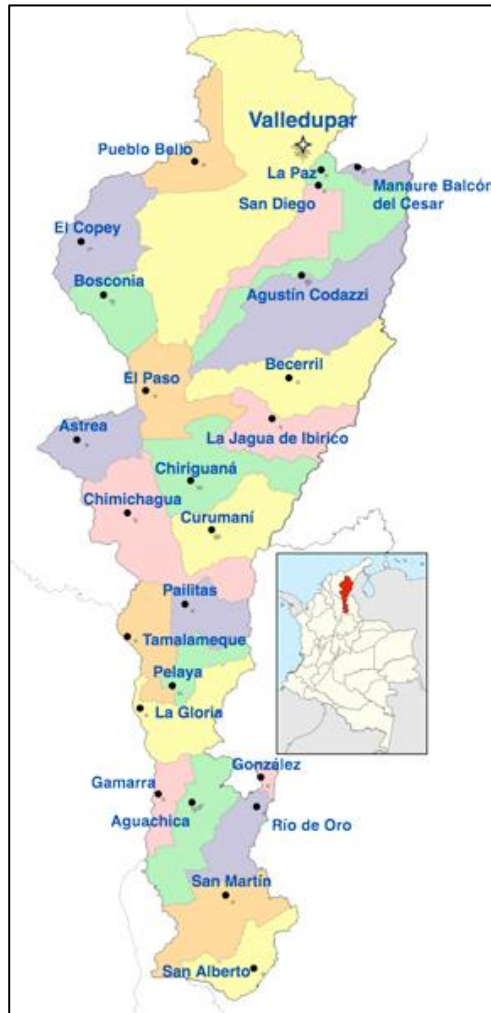 Valledupar
Pueblo Bello
La Paz
Manaure Balcón
del Cesar
San Diego
El Copey
Bosconia
Agustín Codazzi
Becerril
El Paso
Astrea
La Jagua de Ibirico
Chiriguaná
Chimichagua
Curumaní
Pailitas
Tamalameque
Pelaya
La Gloria
González
Gamarra
Aguachica
Río de Oro
San Martín
San Alberto